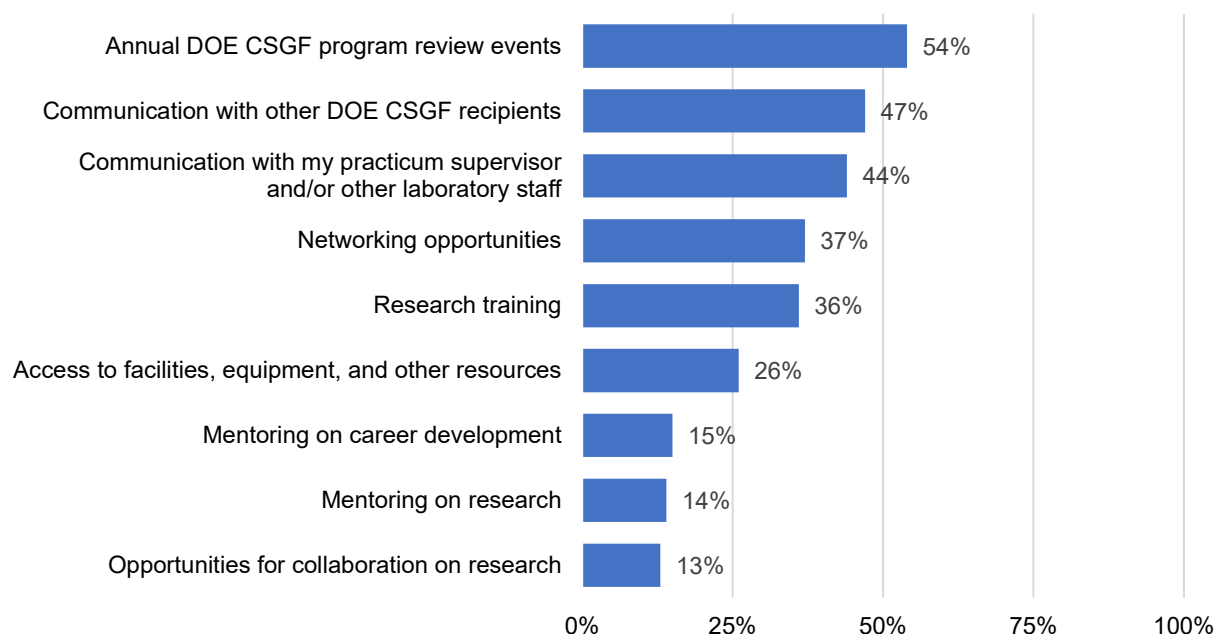 Annual DOE CSGF program review events 54%
Communication with other DOE CSGF recipients 47%
Communication with my practicum supervisor
and/or other laboratory staff 44%
Networking opportunities 37%
Research training 36%
Access to facilities, equipment, and other resources 26%
Mentoring on career development 15%
Mentoring on research 14%
Opportunities for collaboration on research 13%
0% 25% 50% 75% 100%